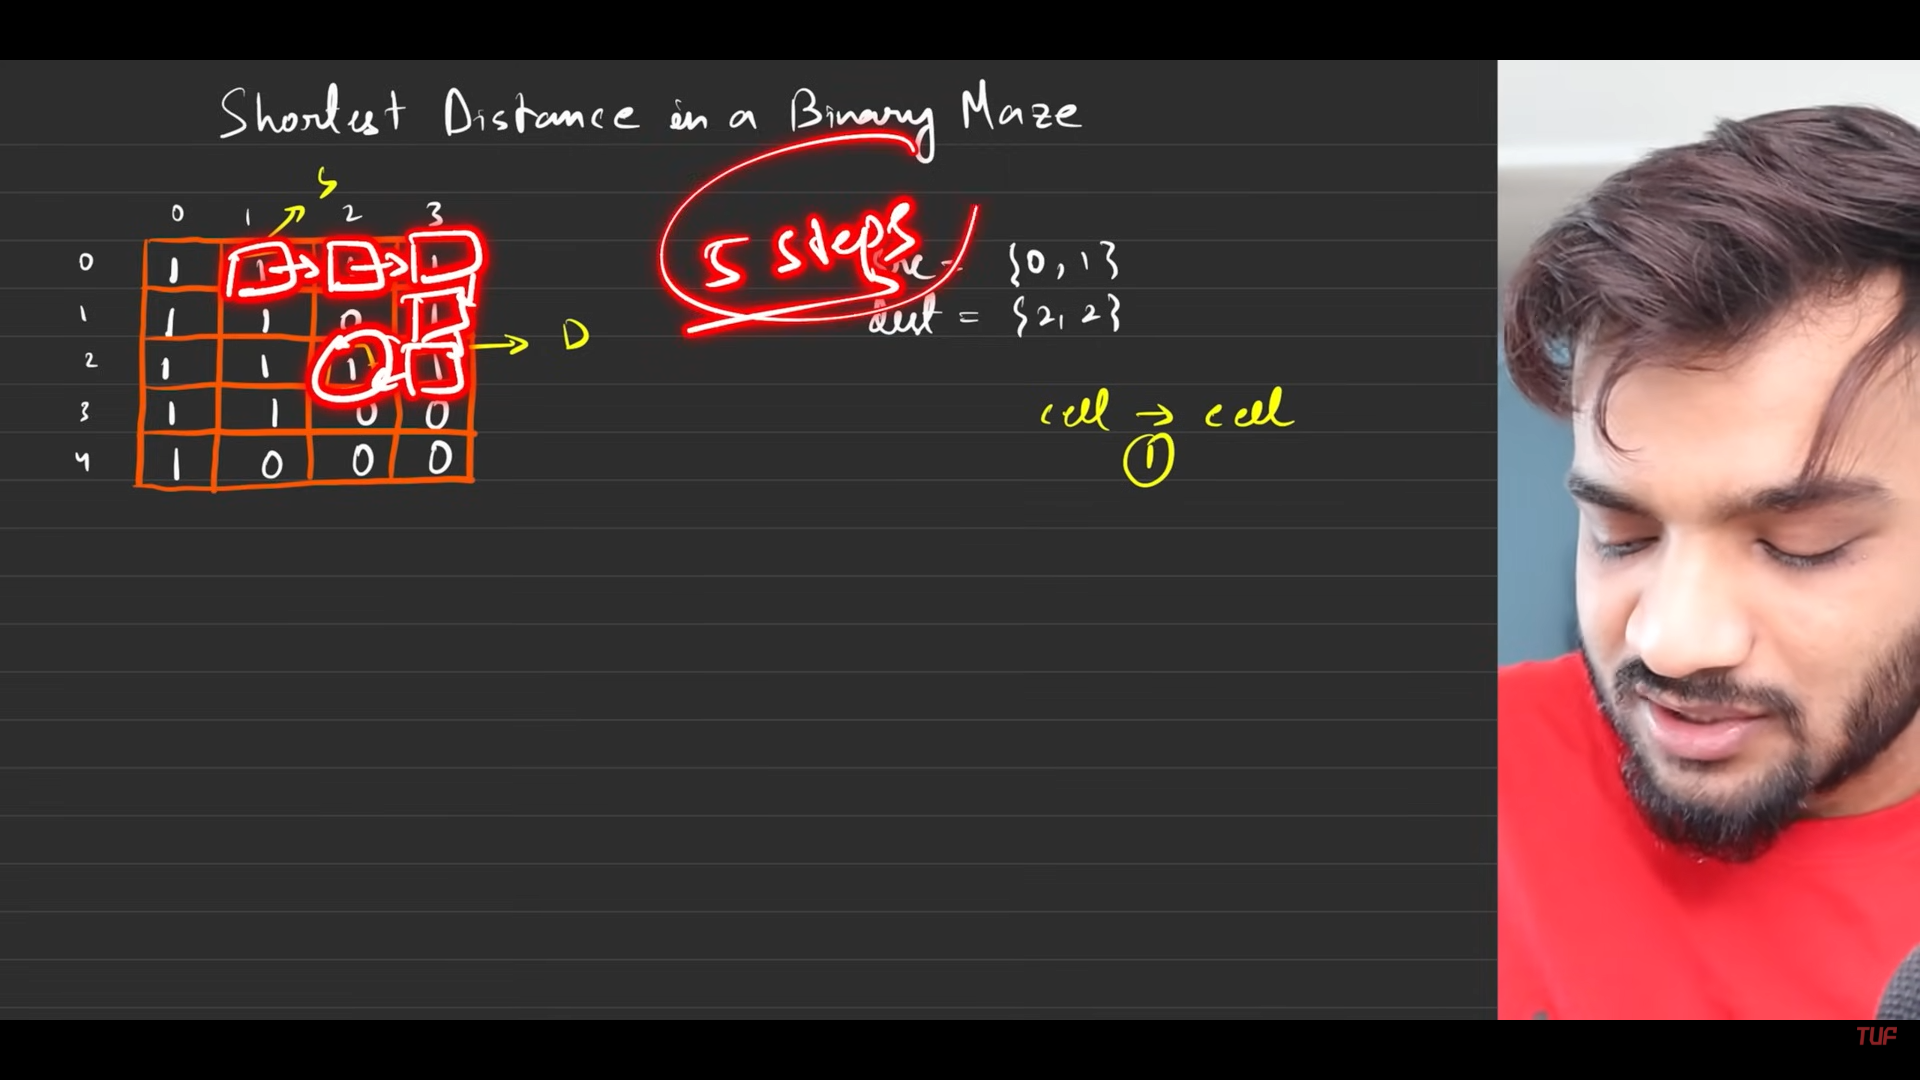 Shortest Distance in a Binary Maze
S
0 1 2 3
5 steps
0 1 1
src = {0, 1}
1 1 1 0 1
dest = {2, 2}
D
2 1 1 1 1
3 1 1 0 0
cell → cell
1
4 1 0 0 0
TUF